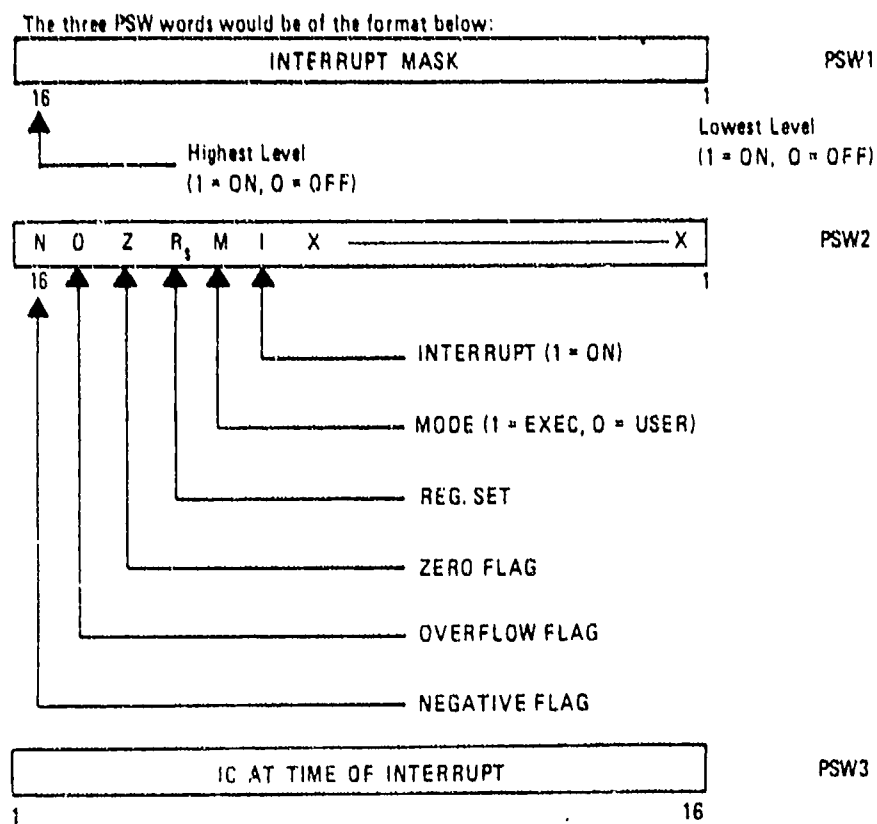 The three PSW words would be of the format below:
INTERRUPT MASK PSW1
16 1
Highest Level
(1 = ON, 0 = OFF)
Lowest Level
(1 = ON, 0 = OFF)
N O Z Rs M I X X PSW2
16 1
INTERRUPT (1 = ON)
MODE (1 = EXEC, 0 = USER)
REG. SET
ZERO FLAG
OVERFLOW FLAG
NEGATIVE FLAG
IC AT TIME OF INTERRUPT PSW3
1 16